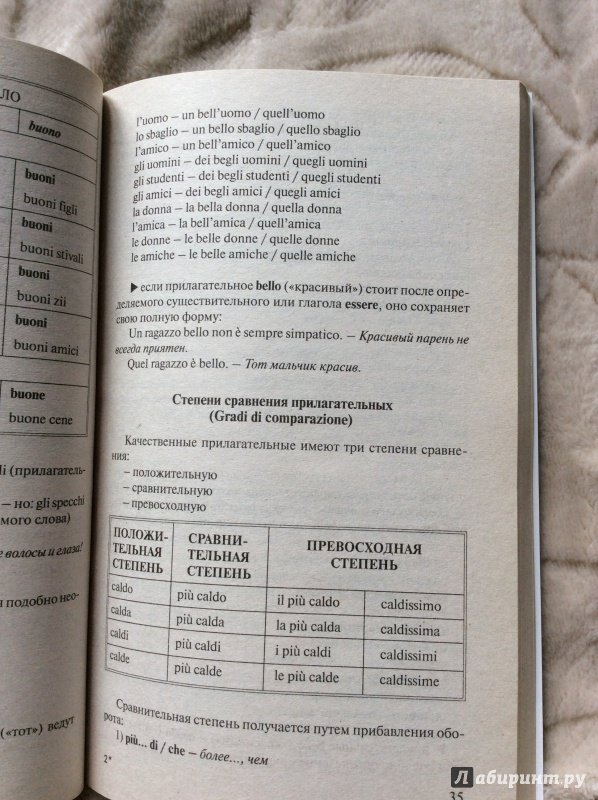 ЛО
buono
buoni
buoni figli
buoni
buoni stivali
buoni
buoni zii
buoni
buoni amici
buone
buone cene
di (прилагатель-
– но: gli specchi
мого слова)
е волосы и глаза!
я подобно нео-
(«тот») ведут
l'uomo – un bell'uomo / quell'uomo
lo sbaglio – un bello sbaglio / quello sbaglio
l'amico – un bell'amico / quell'amico
gli uomini – dei begli uomini / quegli uomini
gli studenti – dei begli studenti / quegli studenti
gli amici – dei begli amici / quegli amici
la donna – la bella donna / quella donna
l'amica – la bell'amica / quell'amica
le donne – le belle donne / quelle donne
le amiche – le belle amiche / quelle amiche
▶ если прилагательное bello («красивый») стоит после опре-
деляемого существительного или глагола essere, оно сохраняет
свою полную форму:
Un ragazzo bello non è sempre simpatico. – Красивый парень не
всегда приятен.
Quel ragazzo è bello. – Тот мальчик красив.
Степени сравнения прилагательных
(Gradi di comparazione)
Качественные прилагательные имеют три степени сравне-
ния:
– положительную
– сравнительную
– превосходную
ПОЛОЖИ-
ТЕЛЬНАЯ
СТЕПЕНЬ
СРАВНИ-
ТЕЛЬНАЯ
СТЕПЕНЬ
ПРЕВОСХОДНАЯ
СТЕПЕНЬ
caldo più caldo il più caldo caldissimo
calda più calda la più calda caldissima
caldi più caldi i più caldi caldissimi
calde più calde le più calde caldissime
Сравнительная степень получается путем прибавления обо-
рота:
1) più... di / che – более..., чем
2*
35
Лабиринт.ру